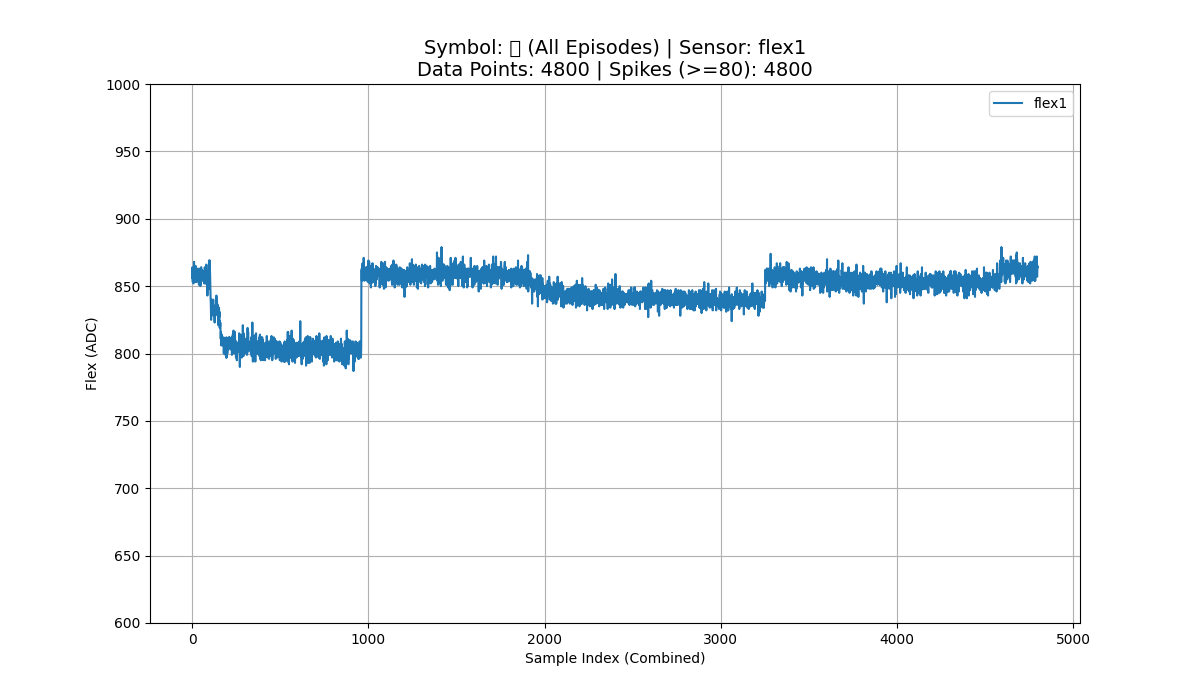 Symbol: (All Episodes) | Sensor: flex1
Data Points: 4800 | Spikes (>=80): 4800
flex1
1000
950
900
850
800
750
700
650
600
Flex (ADC)
0 1000 2000 3000 4000 5000
Sample Index (Combined)